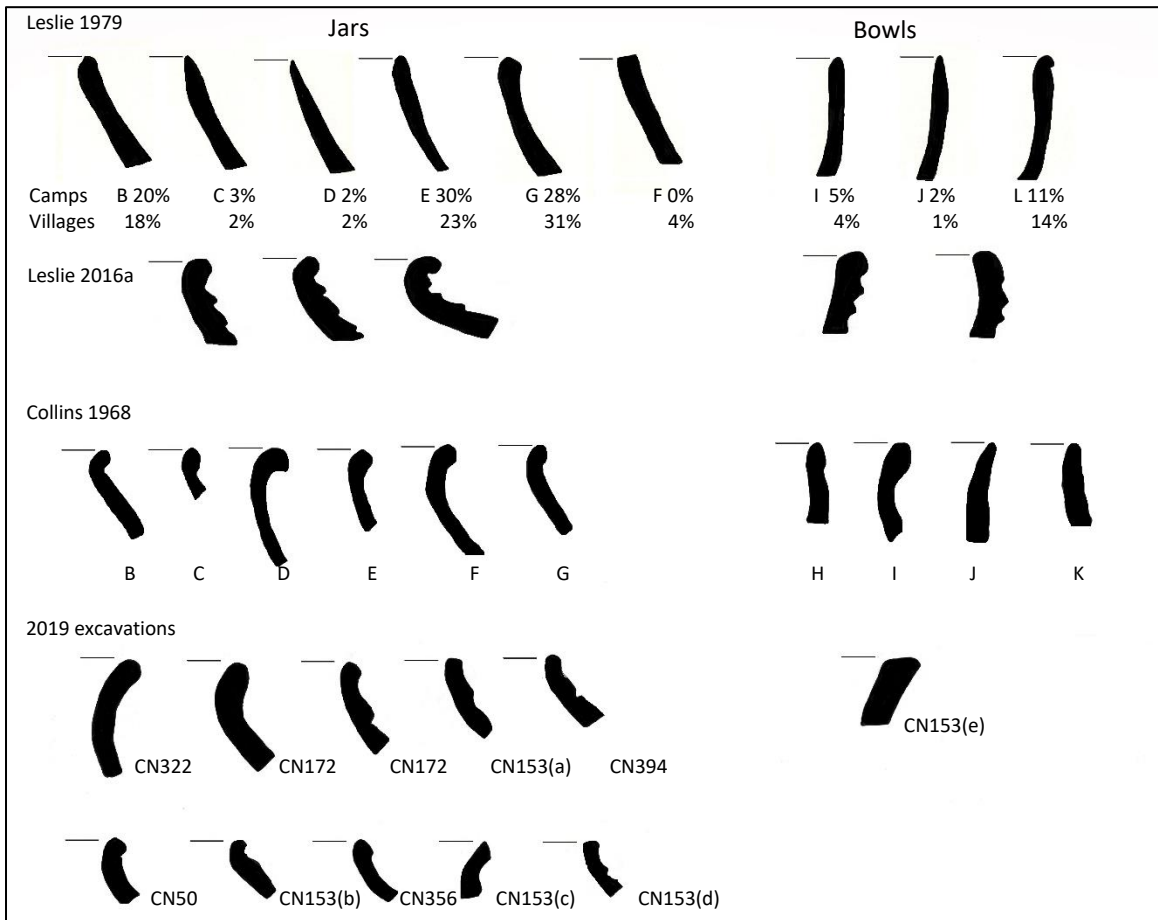 Leslie 1979
Jars
Bowls
Camps B 20% C 3% D 2% E 30% G 28% F 0% I 5% J 2% L 11%
Villages 18% 2% 2% 23% 31% 4% 4% 1% 14%
Leslie 2016a
Collins 1968
B C D E F G H I J K
2019 excavations
CN322 CN172 CN172 CN153(a) CN394 CN153(e)
CN50 CN153(b) CN356 CN153(c) CN153(d)